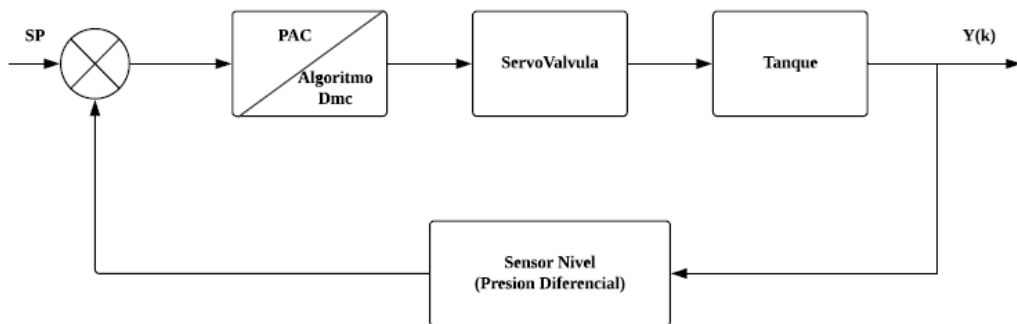 SP
PAC
Algoritmo
Dmc
ServoValvula
Tanque
Y(k)
Sensor Nivel
(Presion Diferencial)